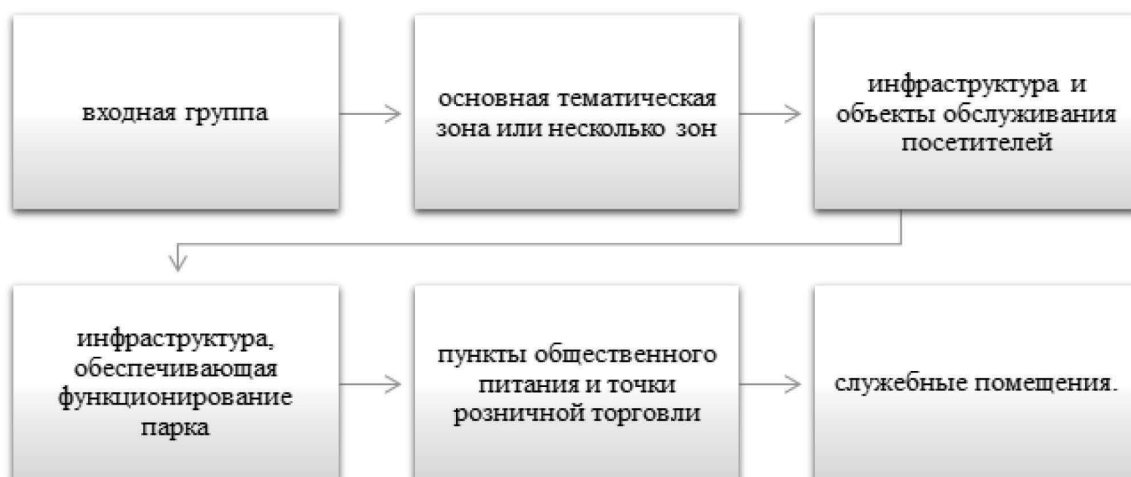 входная группа
основная тематическая
зона или несколько зон
инфраструктура и
объекты обслуживания
посетителей
инфраструктура,
обеспечивающая
функционирование
парка
пункты общественного
питания и точки
розничной торговли
служебные помещения.